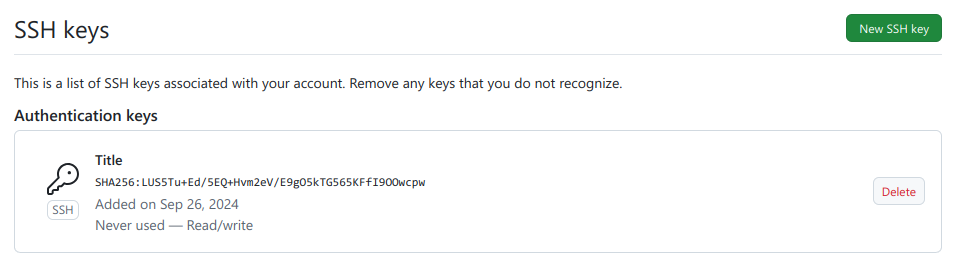 SSH keys
New SSH key
This is a list of SSH keys associated with your account. Remove any keys that you do not recognize.
Authentication keys
Title
SHA256:LUS5Tu+Ed/5EQ+Hvm2eV/E9gO5kTG565KFfI9OOwcpw
Added on Sep 26, 2024
Never used — Read/write
SSH
Delete